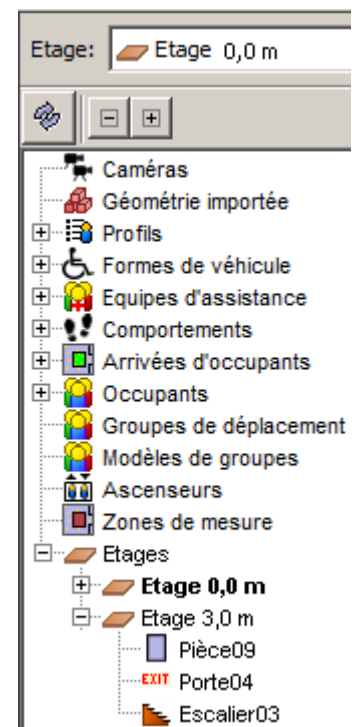 Etage: Etage 0,0 m
Caméras
Géométrie importée
Profils
Formes de véhicule
Equipes d'assistance
Comportements
Arrivées d'occupants
Occupants
Groupes de déplacement
Modèles de groupes
Ascenseurs
Zones de mesure
Etages
Etage 0,0 m
Etage 3,0 m
Pièce09
EXIT Porte04
Escalier03